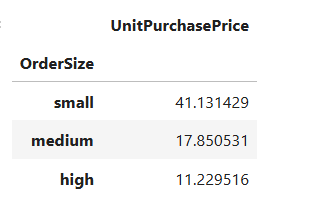 UnitPurchasePrice
OrderSize
small 41.131429
medium 17.850531
high 11.229516